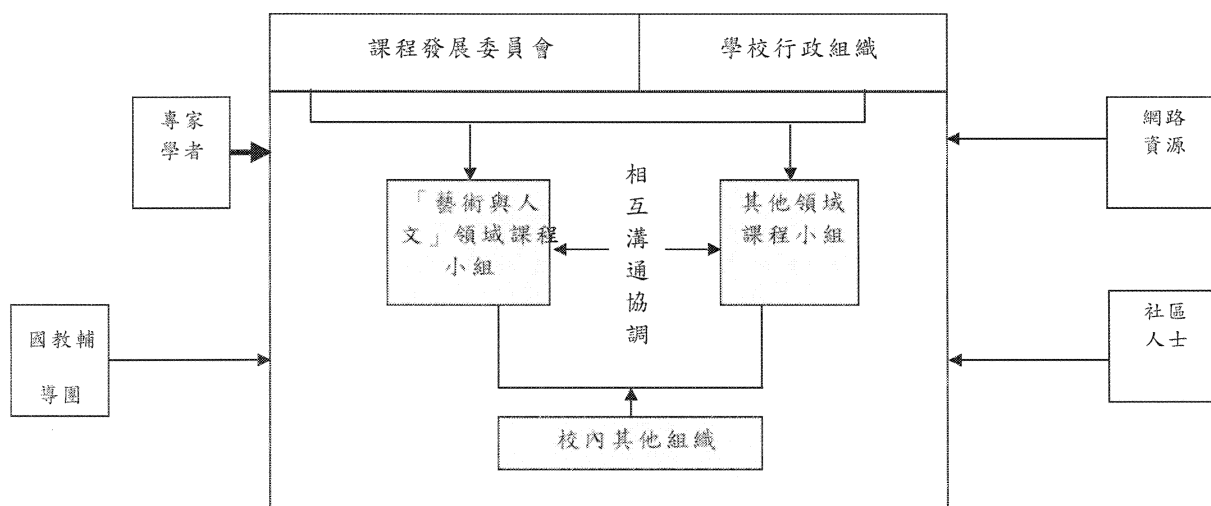 課程發展委員會
學校行政組織
專家
學者
網路
資源
「藝術與人
文」領域課程
小組
相互溝通協調
其他領域
課程小組
國教輔
導團
社區
人士
校內其他組織